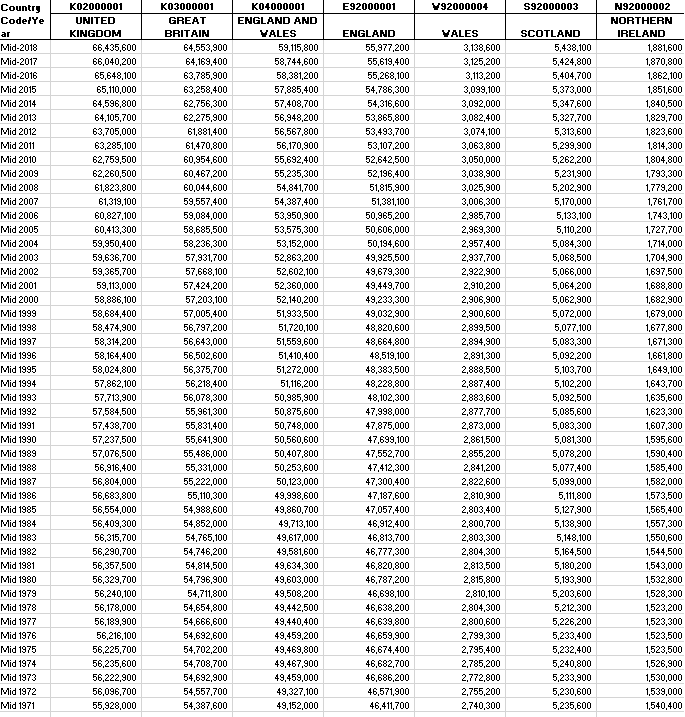 Country K02000001 K03000001 K04000001 E92000001 W92000004 S92000003 N92000002
Code/Ye UNITED GREAT ENGLAND AND NORTHERN
ar KINGDOM BRITAIN WALES ENGLAND WALES SCOTLAND IRELAND
Mid-2018 66,435,600 64,553,900 59,115,800 55,977,200 3,138,600 5,438,100 1,881,600
Mid-2017 66,040,200 64,169,400 58,744,600 55,619,400 3,125,200 5,424,800 1,870,800
Mid-2016 65,648,100 63,785,900 58,381,200 55,268,100 3,113,200 5,404,700 1,862,100
Mid 2015 65,110,000 63,258,400 57,885,400 54,786,300 3,099,100 5,373,000 1,851,600
Mid 2014 64,596,800 62,756,300 57,408,700 54,316,600 3,092,000 5,347,600 1,840,500
Mid 2013 64,105,700 62,275,900 56,948,200 53,865,800 3,082,400 5,327,700 1,829,700
Mid 2012 63,705,000 61,881,400 56,567,800 53,493,700 3,074,100 5,313,600 1,823,600
Mid 2011 63,285,100 61,470,800 56,170,900 53,107,200 3,063,800 5,299,900 1,814,300
Mid 2010 62,759,500 60,954,600 55,692,400 52,642,500 3,050,000 5,262,200 1,804,800
Mid 2009 62,260,500 60,467,200 55,235,300 52,196,400 3,038,900 5,231,900 1,793,300
Mid 2008 61,823,800 60,044,600 54,841,700 51,815,900 3,025,900 5,202,900 1,779,200
Mid 2007 61,319,100 59,557,400 54,387,400 51,381,100 3,006,300 5,170,000 1,761,700
Mid 2006 60,827,100 59,084,000 53,950,900 50,965,200 2,985,700 5,133,100 1,743,100
Mid 2005 60,413,300 58,685,500 53,575,300 50,606,000 2,969,300 5,110,200 1,727,700
Mid 2004 59,950,400 58,236,300 53,152,000 50,194,600 2,957,400 5,084,300 1,714,000
Mid 2003 59,636,700 57,931,700 52,863,200 49,925,500 2,937,700 5,068,500 1,704,900
Mid 2002 59,365,700 57,668,100 52,602,100 49,679,300 2,922,900 5,066,000 1,697,500
Mid 2001 59,113,000 57,424,200 52,360,000 49,449,700 2,910,200 5,064,200 1,688,800
Mid 2000 58,886,100 57,203,100 52,140,200 49,233,300 2,906,900 5,062,900 1,682,900
Mid 1999 58,684,400 57,005,400 51,933,500 49,032,900 2,900,600 5,072,000 1,679,000
Mid 1998 58,474,900 56,797,200 51,720,100 48,820,600 2,899,500 5,077,100 1,677,800
Mid 1997 58,314,200 56,643,000 51,559,600 48,664,800 2,894,900 5,083,300 1,671,300
Mid 1996 58,164,400 56,502,600 51,410,400 48,519,100 2,891,300 5,092,200 1,661,800
Mid 1995 58,024,800 56,375,700 51,272,000 48,383,500 2,888,500 5,103,700 1,649,100
Mid 1994 57,862,100 56,218,400 51,116,200 48,228,800 2,887,400 5,102,200 1,643,700
Mid 1993 57,713,900 56,078,300 50,985,900 48,102,300 2,883,600 5,092,500 1,635,600
Mid 1992 57,584,500 55,961,300 50,875,600 47,998,000 2,877,700 5,085,600 1,623,300
Mid 1991 57,438,700 55,831,400 50,748,000 47,875,000 2,873,000 5,083,300 1,607,300
Mid 1990 57,237,500 55,641,900 50,560,600 47,699,100 2,861,500 5,081,300 1,595,600
Mid 1989 57,076,500 55,486,000 50,407,800 47,552,700 2,855,200 5,078,200 1,590,400
Mid 1988 56,916,400 55,331,000 50,253,600 47,412,300 2,841,200 5,077,400 1,585,400
Mid 1987 56,804,000 55,222,000 50,123,000 47,300,400 2,822,600 5,099,000 1,582,000
Mid 1986 56,683,800 55,110,300 49,998,600 47,187,600 2,810,900 5,111,800 1,573,500
Mid 1985 56,554,000 54,988,600 49,860,700 47,057,400 2,803,400 5,127,900 1,565,400
Mid 1984 56,409,300 54,852,000 49,713,100 46,912,400 2,800,700 5,138,900 1,557,300
Mid 1983 56,315,700 54,765,100 49,617,000 46,813,700 2,803,300 5,148,100 1,550,600
Mid 1982 56,290,700 54,746,200 49,581,600 46,777,300 2,804,300 5,164,500 1,544,500
Mid 1981 56,357,500 54,814,500 49,634,300 46,820,800 2,813,500 5,180,200 1,543,000
Mid 1980 56,329,700 54,796,900 49,603,000 46,787,200 2,815,800 5,193,900 1,532,800
Mid 1979 56,240,100 54,711,800 49,508,200 46,698,100 2,810,100 5,203,600 1,528,300
Mid 1978 56,178,000 54,654,800 49,442,500 46,638,200 2,804,300 5,212,300 1,523,200
Mid 1977 56,189,900 54,666,600 49,440,400 46,639,800 2,800,600 5,226,200 1,523,300
Mid 1976 56,216,100 54,692,600 49,459,200 46,659,900 2,799,300 5,233,400 1,523,500
Mid 1975 56,225,700 54,702,200 49,469,800 46,674,400 2,795,400 5,232,400 1,523,500
Mid 1974 56,235,600 54,708,700 49,467,900 46,682,700 2,785,200 5,240,800 1,526,900
Mid 1973 56,222,900 54,692,900 49,459,000 46,686,200 2,772,800 5,233,900 1,530,000
Mid 1972 56,096,700 54,557,700 49,327,100 46,571,900 2,755,200 5,230,600 1,539,000
Mid 1971 55,928,000 54,387,600 49,152,000 46,411,700 2,740,300 5,235,600 1,540,400